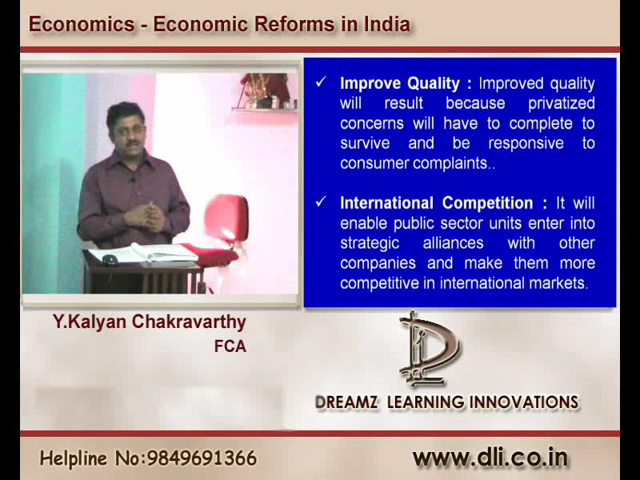 Economics - Economic Reforms in India
✓ Improve Quality : Improved quality
will result because privatized
concerns will have to complete to
survive and be responsive to
consumer complaints..
✓ International Competition : It will
enable public sector units enter into
strategic alliances with other
companies and make them more
competitive in international markets.
Y.Kalyan Chakravarthy
FCA
DREAMZ LEARNING INNOVATIONS
Helpline No:9849691366
www.dli.co.in